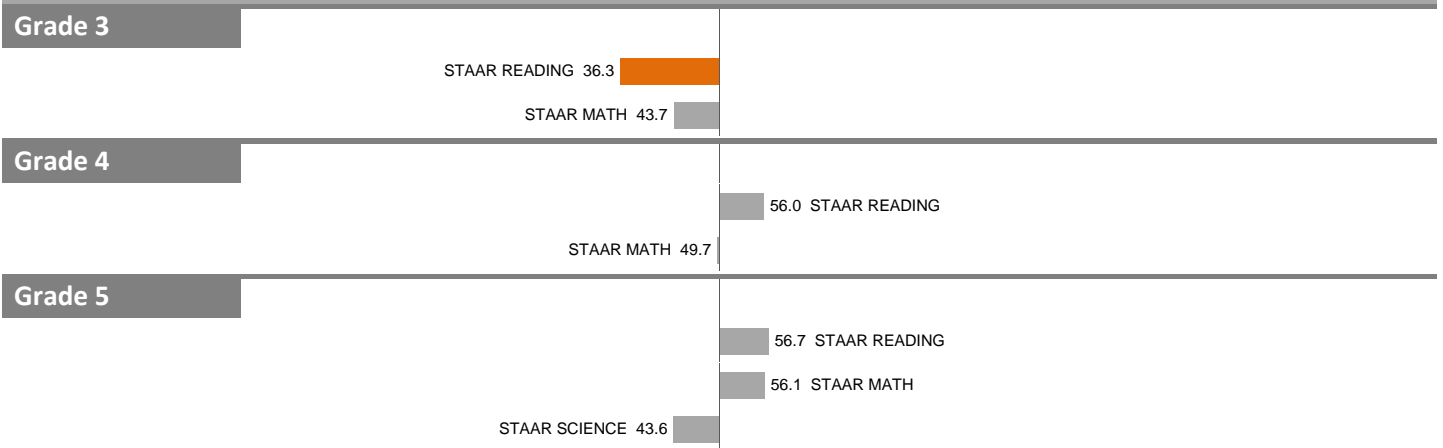 Grade 3
STAAR READING 36.3
STAAR MATH 43.7
Grade 4
56.0 STAAR READING
STAAR MATH 49.7
Grade 5
56.7 STAAR READING
56.1 STAAR MATH
STAAR SCIENCE 43.6